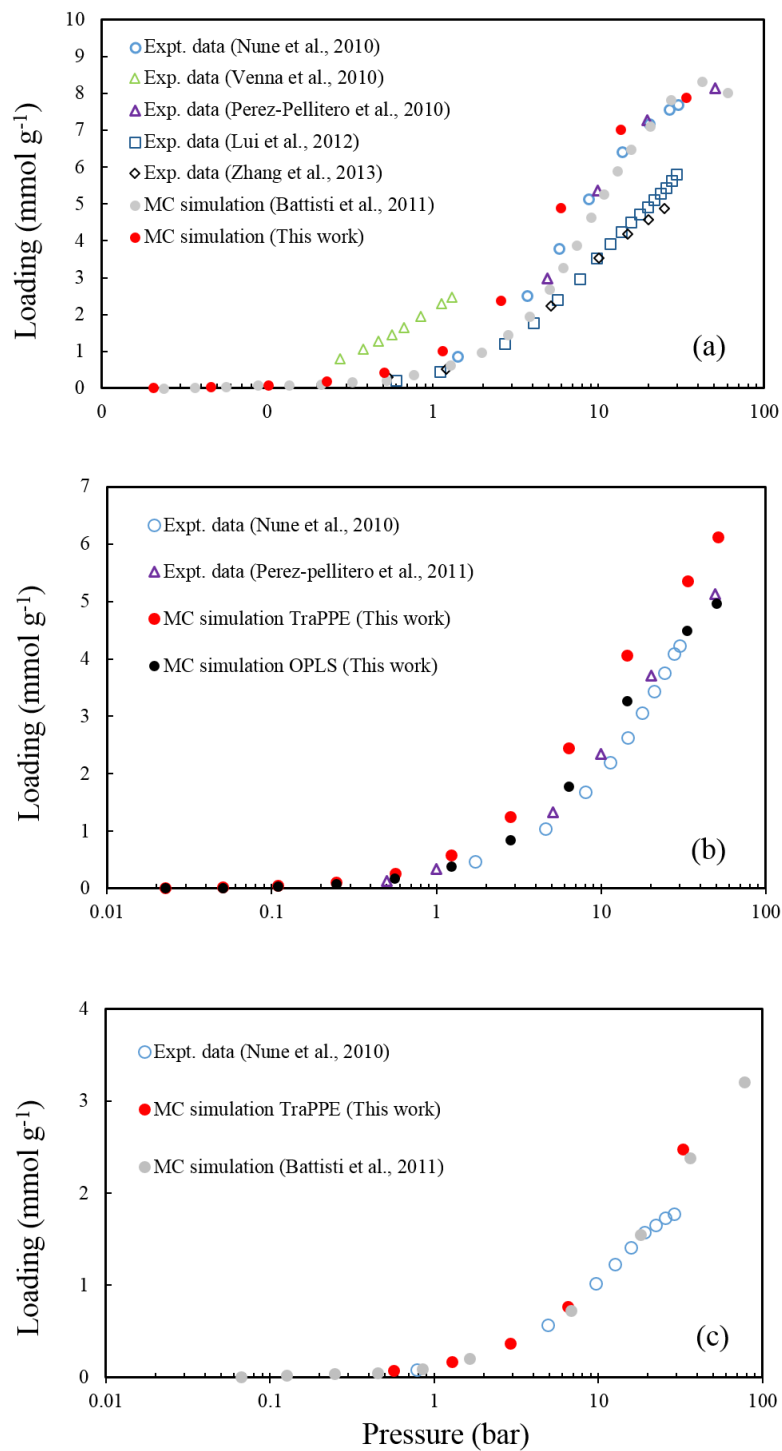 10
9
8
7
6
5
4
3
2
1
0
Loading (mmol g-1)
Expt. data (Nune et al., 2010)
Exp. data (Venna et al., 2010)
Exp. data (Perez-Pellitero et al., 2010)
Exp. data (Lui et al., 2012)
Exp. data (Zhang et al., 2013)
MC simulation (Battisti et al., 2011)
MC simulation (This work)
(a)
0 0 1 10 100
7
6
5
4
3
2
1
0
Loading (mmol g-1)
Expt. data (Nune et al., 2010)
Expt. data (Perez-pellitero et al., 2011)
MC simulation TraPPE (This work)
MC simulation OPLS (This work)
(b)
0.01 0.1 1 10 100
4
3
2
1
0
Loading (mmol g-1)
Expt. data (Nune et al., 2010)
MC simulation TraPPE (This work)
MC simulation (Battisti et al., 2011)
(c)
0.01 0.1 1 10 100
Pressure (bar)